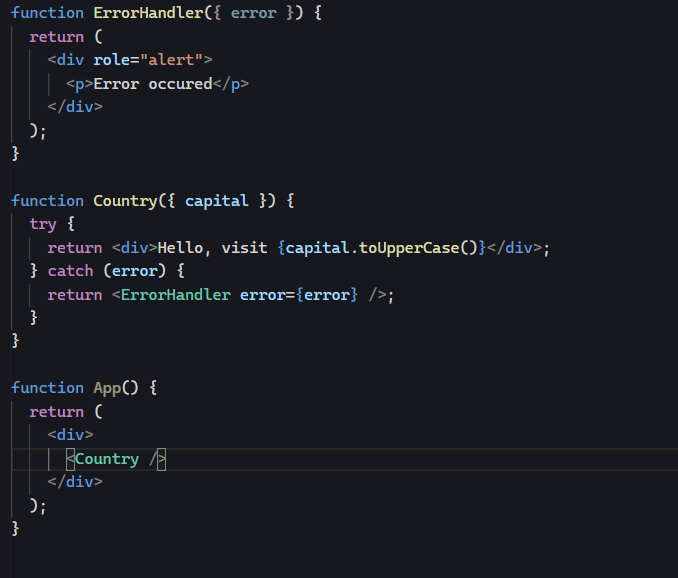 function ErrorHandler({ error }) {
  return (
    <div role="alert">
      <p>Error occured</p>
    </div>
  );
}

function Country({ capital }) {
  try {
    return <div>Hello, visit {capital.toUpperCase()}</div>;
  } catch (error) {
    return <ErrorHandler error={error} />;
  }
}

function App() {
  return (
    <div>
      <Country />
    </div>
  );
}